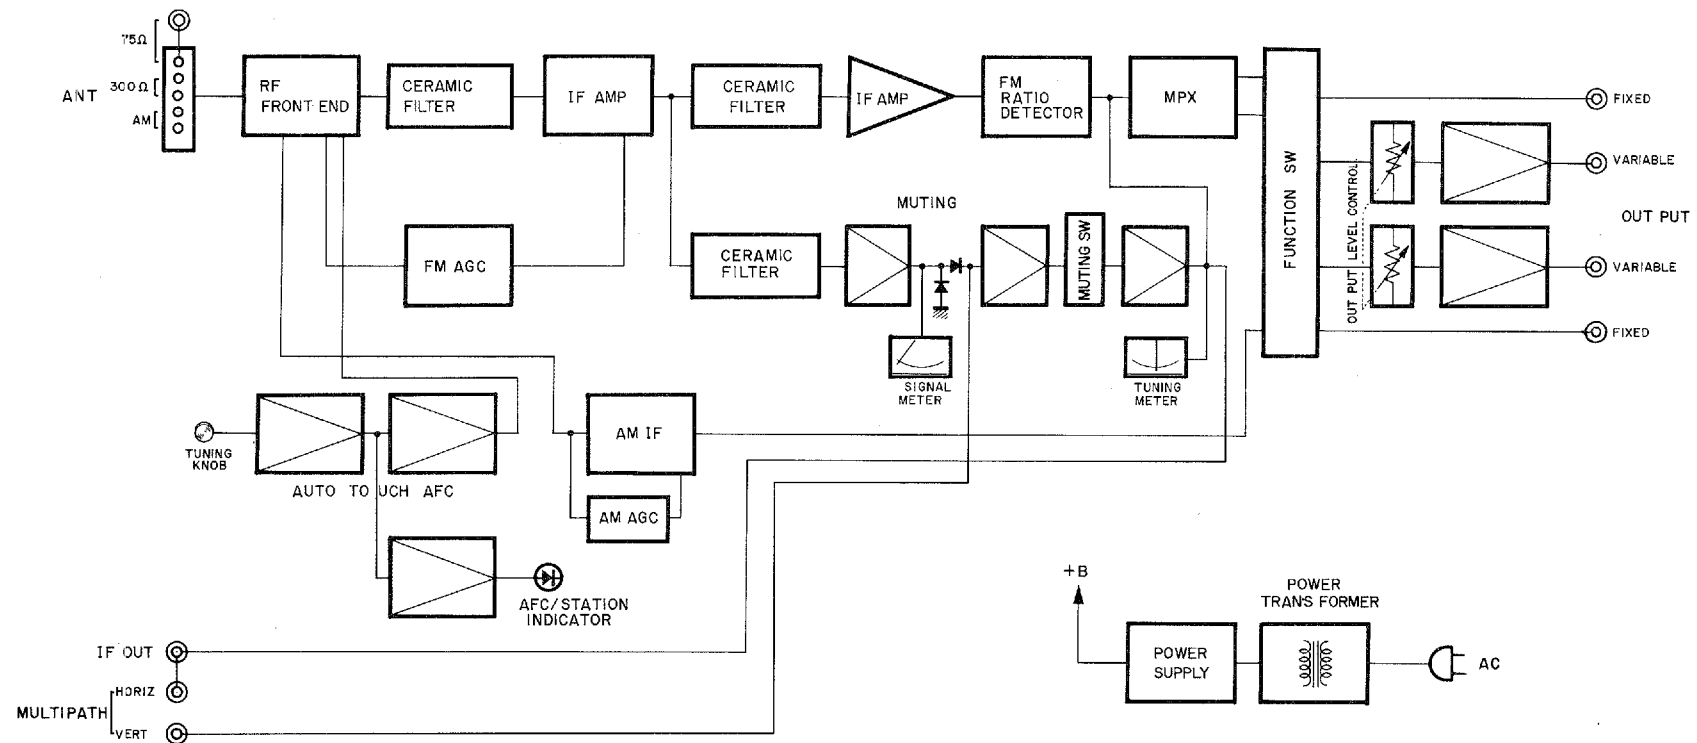 75Ω
ANT
300Ω
AM
RF
FRONT END
CERAMIC
FILTER
IF AMP
CERAMIC
FILTER
IF AMP
FM
RATIO
DETECTOR
MPX
FUNCTION SW
FIXED
VARIABLE
OUT PUT LEVEL CONTROL
OUT PUT
VARIABLE
FIXED
MUTING
FM AGC
CERAMIC
FILTER
MUTING SW
SIGNAL
METER
TUNING
METER
TUNING
KNOB
AUTO TOUCH AFC
AM IF
AM AGC
AFC/STATION
INDICATOR
IF OUT
HORIZ
MULTIPATH
VERT
+B
POWER
TRANSFORMER
POWER
SUPPLY
AC